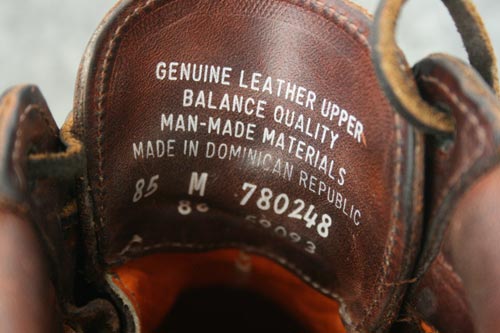 GENUINE LEATHER UPPER
BALANCE QUALITY
MAN-MADE MATERIALS
MADE IN DOMINICAN REPUBLIC
85 M 780248